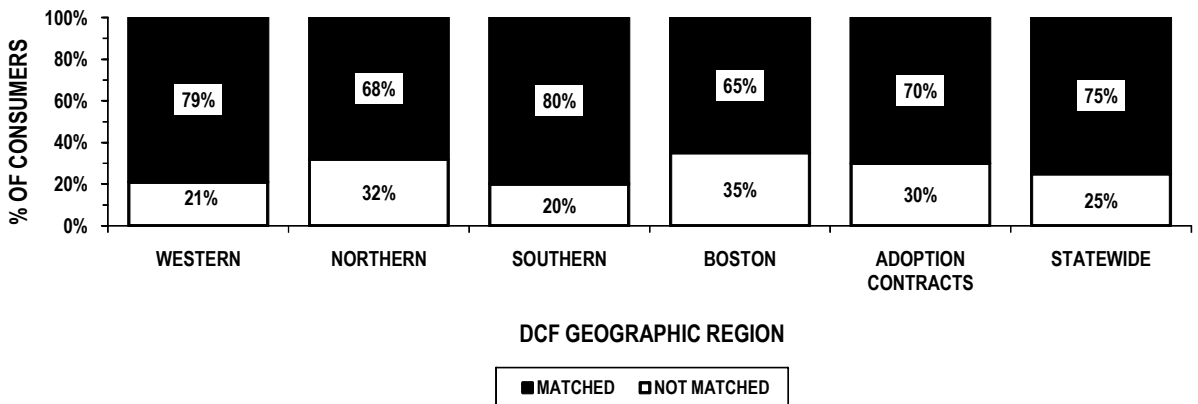 100%
80%
60%
40%
20%
0%
% OF CONSUMERS
79% 68% 80% 65% 70% 75%
21% 32% 20% 35% 30% 25%
WESTERN NORTHERN SOUTHERN BOSTON ADOPTION CONTRACTS STATEWIDE
DCF GEOGRAPHIC REGION
MATCHED NOT MATCHED